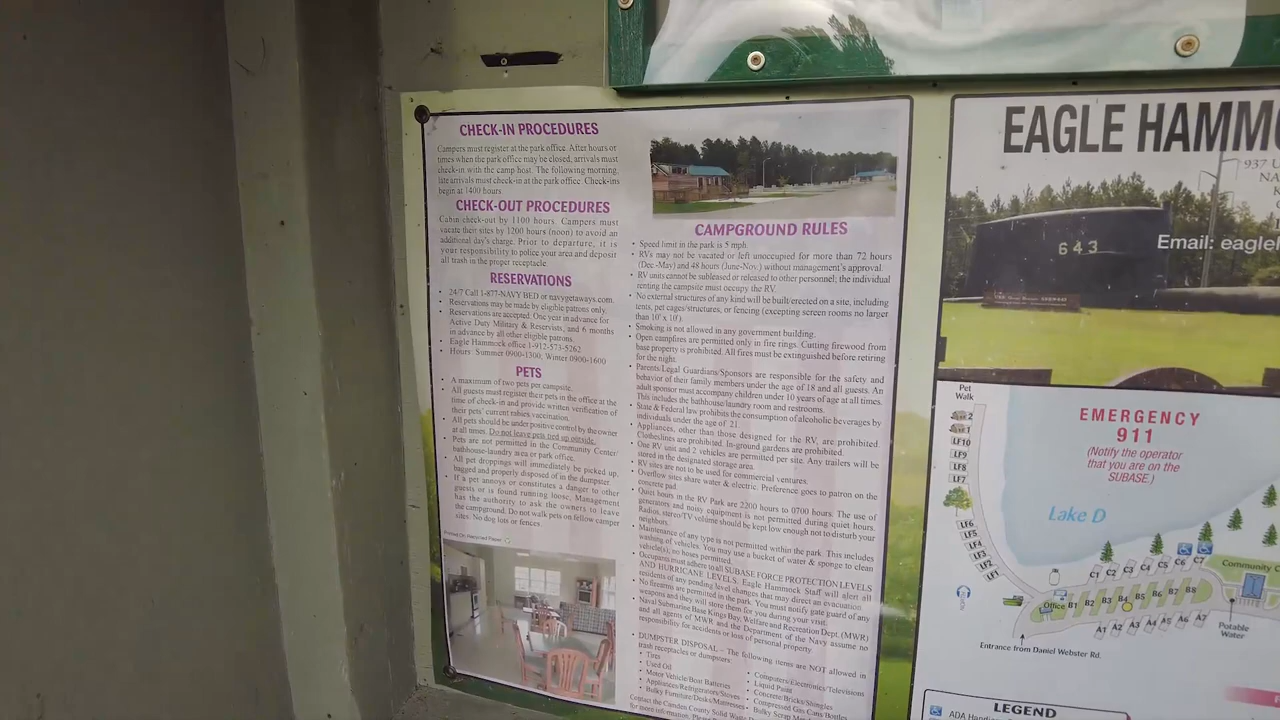 CHECK-IN PROCEDURES
Campers must register at the park office. After hours or
times when the park office may be closed, arrivals must
check-in with the camp host. The following morning,
late arrivals must check-in at the park office. Check-ins
begin at 1400 hours.
CHECK-OUT PROCEDURES
Cabin check-out by 1100 hours. Campers must
vacate their sites by 1200 hours (noon) to avoid an
additional day's charge. Prior to departure, it is
your responsibility to police your area and deposit
all trash in the proper receptacle.
RESERVATIONS
• 24/7 Call 1-877-NAVY BED or navygetaways.com.
• Reservations may be made by eligible patrons only.
• Reservations are accepted: One year in advance for
Active Duty Military & Reservists, and 6 months
in advance by all other eligible patrons.
• Eagle Hammock office 1-912-573-5262
• Hours: Summer 0900-1300; Winter 0900-1600
PETS
• A maximum of two pets per campsite.
• All guests must register their pets in the office at the
time of check-in and provide written verification of
their pets' current rabies vaccination.
• All pets should be under positive control by the owner
at all times. Do not leave pets tied up outside.
• Pets are not permitted in the Community Center/
bathhouse/laundry area or park office.
• All pet droppings will immediately be picked up,
bagged and properly disposed of in the dumpster.
• If a pet annoys or constitutes a danger to other
guests or is found running loose, Management
has the authority to ask the owners to leave
the campground. Do not walk pets on fellow camper
sites. No dog lots or fences.
Printed On Recycled Paper
CAMPGROUND RULES
• Speed limit in the park is 5 mph.
• RVs may not be vacated or left unoccupied for more than 72 hours
(Dec.-May) and 48 hours (June-Nov.) without management's approval.
• RV units cannot be subleased or released to other personnel; the individual
renting the campsite must occupy the RV.
• No external structures of any kind will be built/erected on a site, including
tents, pet cages/structures, or fencing (excepting screen rooms no larger
than 10' x 10').
• Smoking is not allowed in any government building.
• Open campfires are permitted only in fire rings. Cutting firewood from
base property is prohibited. All fires must be extinguished before retiring
for the night.
• Parents/Legal Guardians/Sponsors are responsible for the safety and
behavior of their family members under the age of 18 and all guests. An
adult sponsor must accompany children under 10 years of age at all times.
This includes the bathhouse/laundry room and restrooms.
• State & Federal law prohibits the consumption of alcoholic beverages by
individuals under the age of 21.
• Appliances, other than those designed for the RV, are prohibited.
Clotheslines are prohibited. In-ground gardens are prohibited.
• One RV unit and 2 vehicles are permitted per site. Any trailers will be
stored in the designated storage area.
• RV sites are not to be used for commercial ventures.
• Overflow sites share water & electric. Preference goes to patron on the
concrete pad.
• Quiet hours in the RV Park are 2200 hours to 0700 hours. The use of
generators and noisy equipment is not permitted during quiet hours.
Radios, stereo/TV volume should be kept low enough not to disturb your
neighbors.
• Maintenance of any type is not permitted within the park. This includes
washing of vehicles. You may use a bucket of water & sponge to clean
vehicle(s), no hoses permitted.
• Occupants must adhere to all SUBASE FORCE PROTECTION LEVELS
AND HURRICANE LEVELS. Eagle Hammock Staff will alert all
residents of any pending level changes that may direct an evacuation.
• No firearms are permitted in the park. You must notify gate guard of any
weapons and they will store them for you during your visit.
• Naval Submarine Base Kings Bay, Welfare and Recreation Dept. (MWR)
and all agents of MWR and the Department of the Navy assume no
responsibility for accidents or loss of personal property.
• DUMPSTER DISPOSAL – The following items are NOT allowed in
trash receptacles or dumpsters:
• Tires
• Used Oil
• Motor Vehicle/Boat Batteries
• Appliances/Refrigerators/Stoves
• Bulky Furniture/Desks/Mattresses
• Computers/Electronics/Televisions
• Liquid Paint
• Concrete/Bricks/Shingles
• Compressed Gas Cans/Bottles
• Bulky Scrap
Contact the Camden County Solid Waste
for more information.
EAGLE HAMM
937 U
NA
643
Email: eagle
EMERGENCY
911
(Notify the operator
that you are on the
SUBASE.)
Pet
Walk
LF10
LF9
LF8
LF7
LF6
LF5
LF4
LF3
LF2
LF1
Lake D
C1 C2 C3 C4 C5 C6 C7
Community C
Office B1 B2 B3 B4 B5 B6 B7 B8
A1 A2 A3 A4 A5 A6 A7
Potable
Water
Entrance from Daniel Webster Rd.
LEGEND
ADA Handi